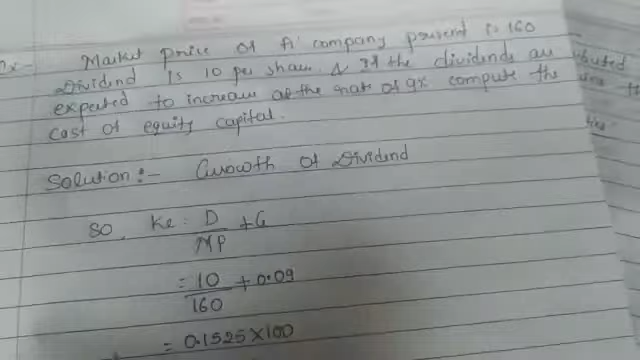 Ex - Market price of A company present is 160
Dividend is 10 per share & if the dividends are
expected to increase at the rate of 9% compute the
cost of equity capital.
Solution:- Growth of Dividend
So, Ke = D/MP + G
= 10/160 + 0.09
= 0.1525 X 100